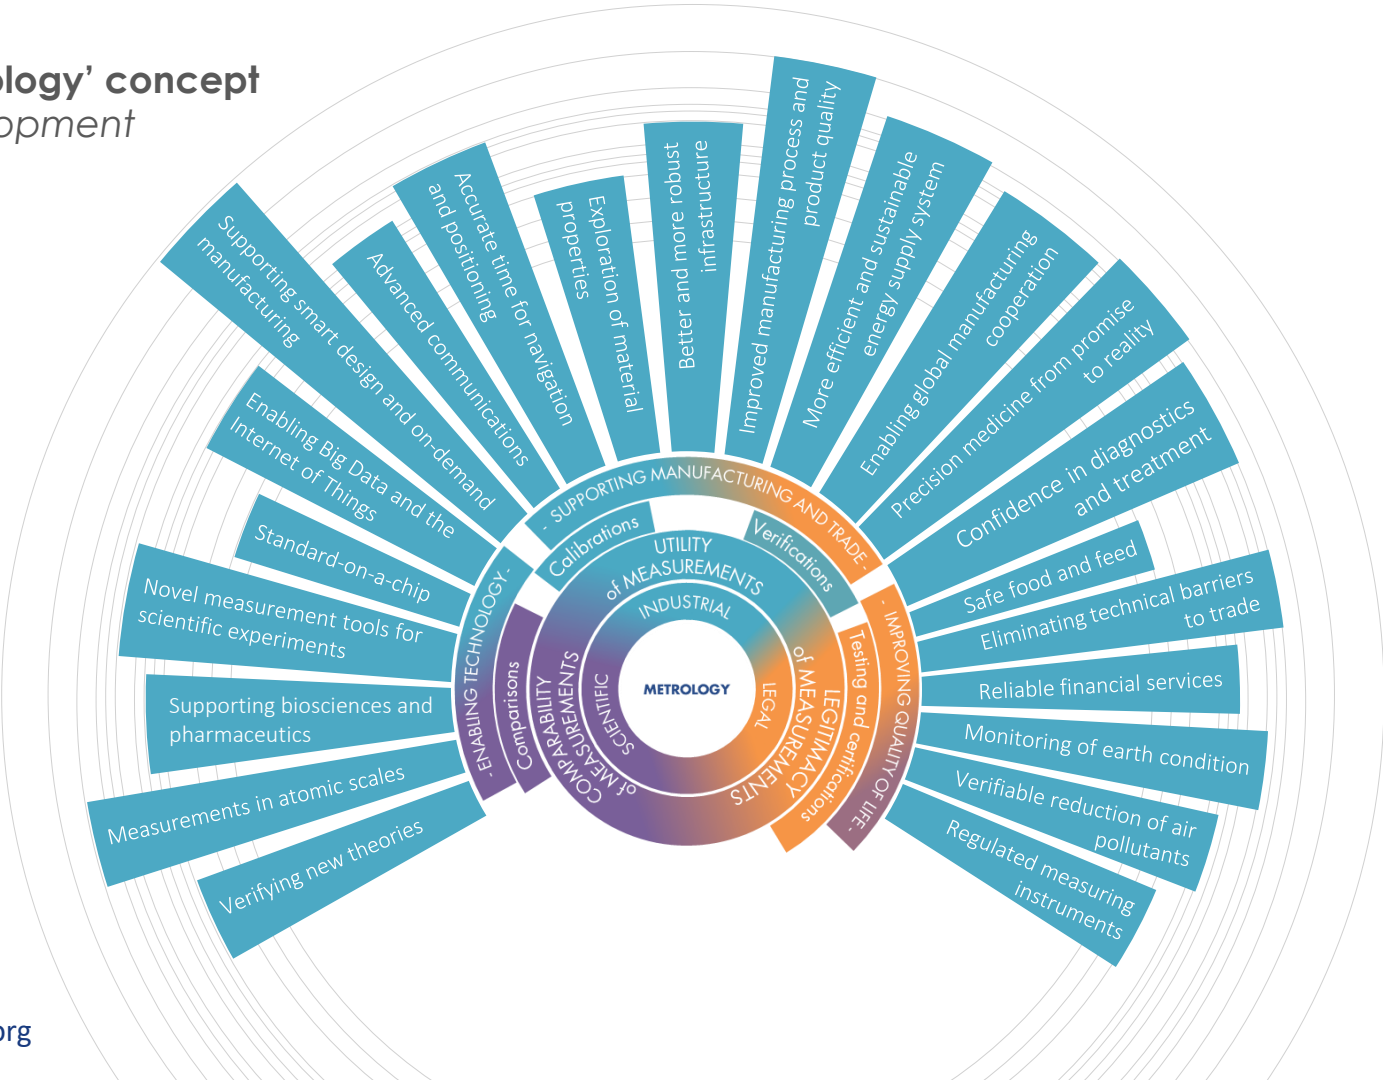 ology’ concept
opment
Verifying new theories
Measurements in atomic scales
Supporting biosciences and
pharmaceutics
Novel measurement tools for
scientific experiments
Standard-on-a-chip
Enabling Big Data and the
Internet of Things
Supporting smart design and on-demand
manufacturing
Advanced communications
Accurate time for navigation
and positioning
Exploration of material
properties
Better and more robust
infrastructure
Improved manufacturing process and
product quality
More efficient and sustainable
energy supply system
Enabling global manufacturing
cooperation
Precision medicine from promise
to reality
Confidence in diagnostics
and treatment
Safe food and feed
Eliminating technical barriers
to trade
Reliable financial services
Monitoring of earth condition
Verifiable reduction of air
pollutants
Regulated measuring
instruments
- ENABLING TECHNOLOGY -
- SUPPORTING MANUFACTURING AND TRADE -
- IMPROVING QUALITY OF LIFE -
Comparisons
Calibrations
Verifications
Testing and certifications
COMPARABILITY
of MEASUREMENTS
UTILITY
of MEASUREMENTS
LEGITIMACY
of MEASUREMENTS
SCIENTIFIC
INDUSTRIAL
LEGAL
METROLOGY
org